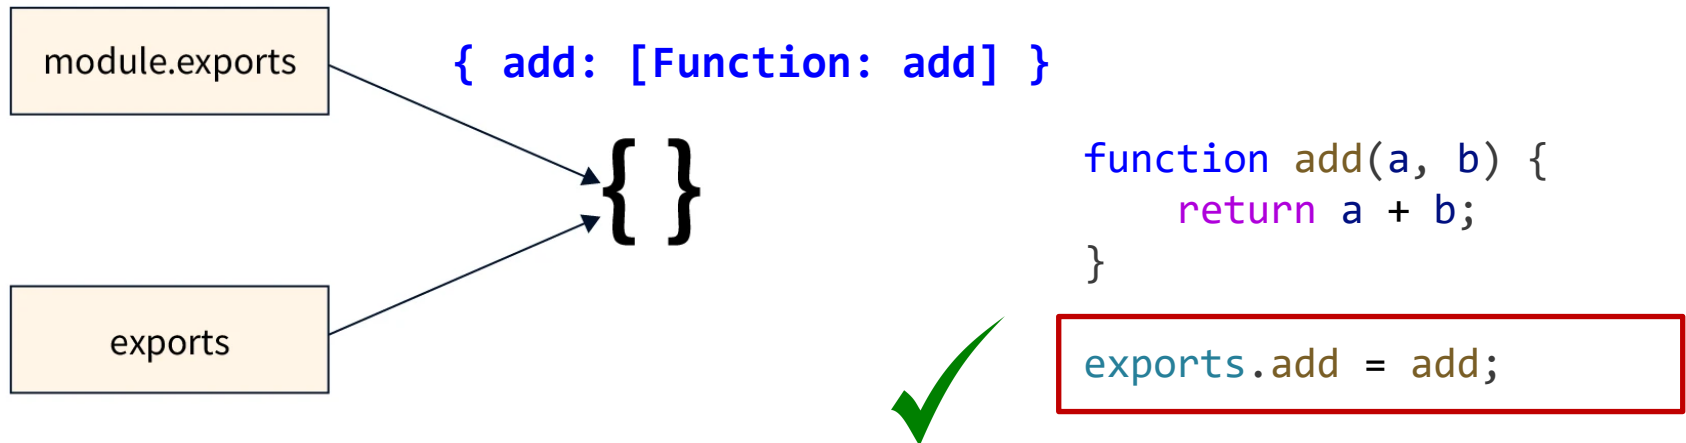 module.exports
{ add: [Function: add] }
{ }
exports
function add(a, b) {
    return a + b;
}
exports.add = add;